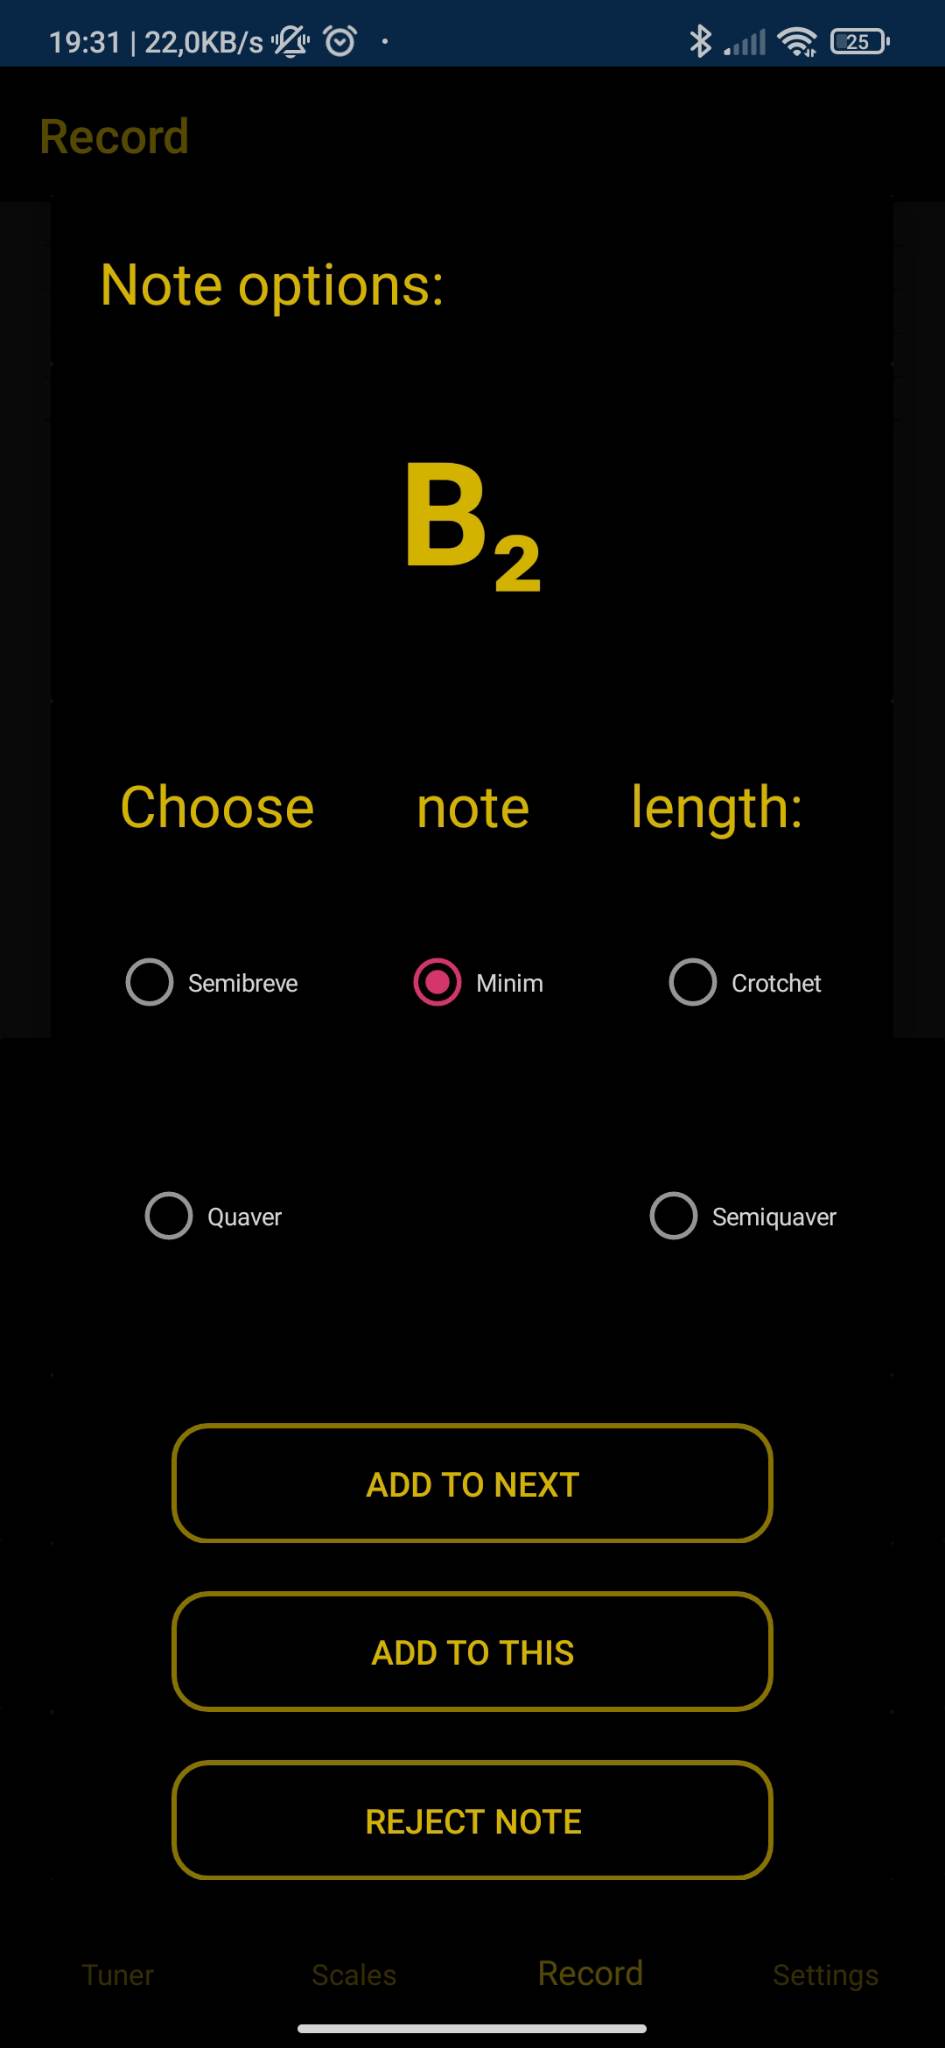 19:31 | 22,0KB/s 25
Record
Note options:
B₂
Choose note length:
Semibreve Minim Crotchet
Quaver Semiquaver
ADD TO NEXT
ADD TO THIS
REJECT NOTE
Tuner Scales Record Settings